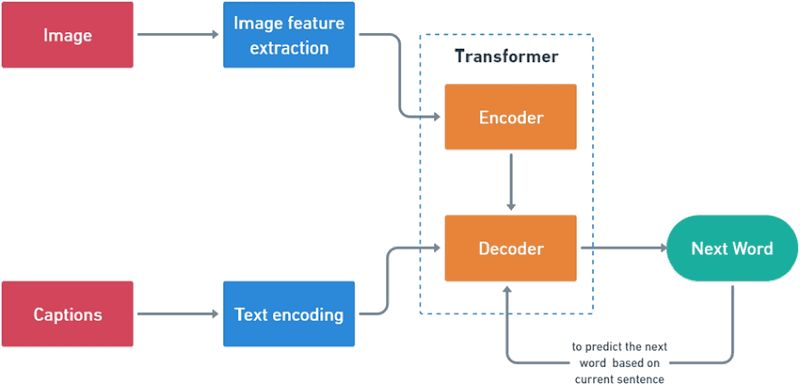 Image
Image feature
extraction
Transformer
Encoder
Decoder
Next Word
Captions
Text encoding
to predict the next
word based on
current sentence